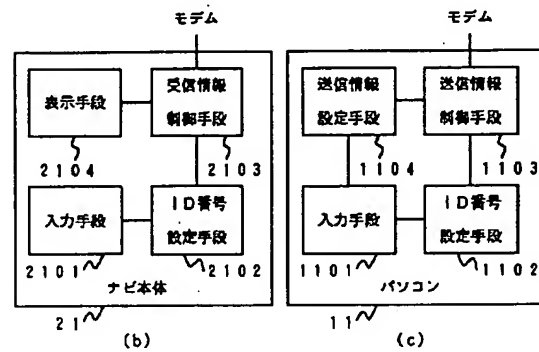 モデム
表示手段
受信情報
制御手段
2104
2103
入力手段
ID番号
設定手段
2101
2102
ナビ本体
21
(b)
モデム
送信情報
設定手段
送信情報
制御手段
1104
1103
入力手段
ID番号
設定手段
1101
1102
パソコン
11
(c)